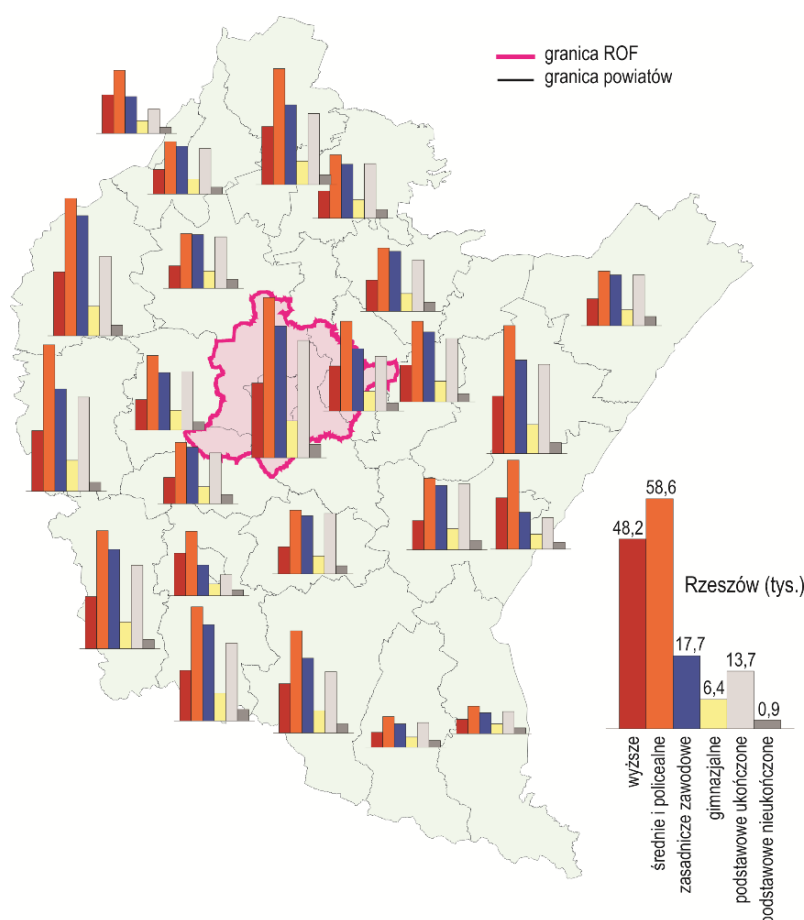 granica ROF
granica powiatów
58,6
48,2
Rzeszów (tys.)
17,7
13,7
6,4
0,9
wyższe
średnie i policealne
zasadnicze zawodowe
gimnazjalne
podstawowe ukończone
podstawowe nieukończone